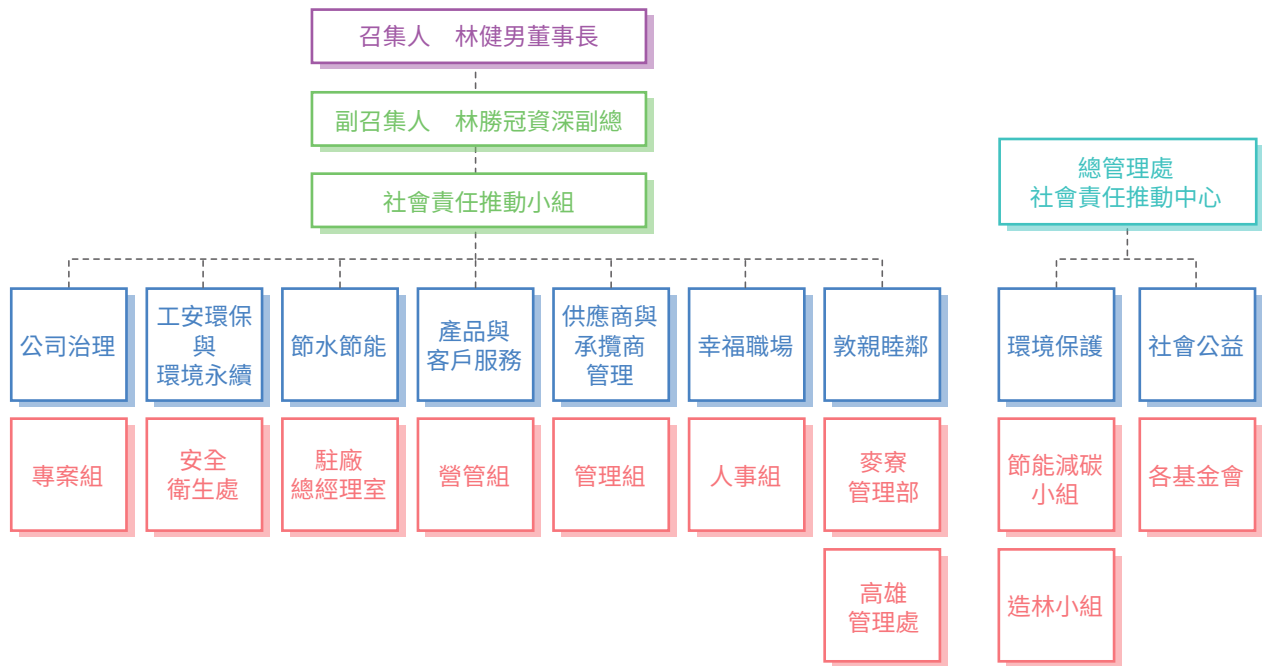 召集人　林健男董事長
副召集人　林勝冠資深副總
社會責任推動小組
總管理處
社會責任推動中心
公司治理
工安環保
與
環境永續
節水節能
產品與
客戶服務
供應商與
承攬商
管理
幸福職場
敦親睦鄰
環境保護
社會公益
專案組
安全
衛生處
駐廠
總經理室
營管組
管理組
人事組
麥寮
管理部
節能減碳
小組
各基金會
高雄
管理處
造林小組